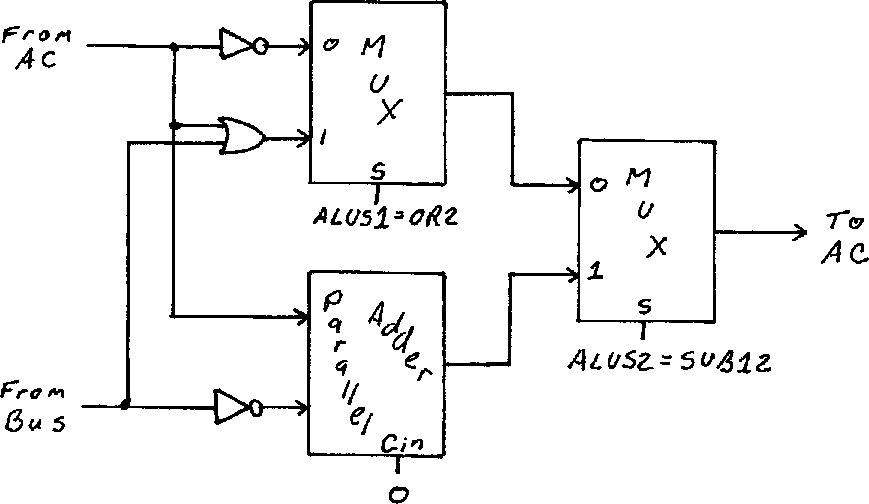 From
AC
0
M
U
X
1
S
ALUS1=OR2
0
M
U
X
1
S
ALUS2=SUB12
To
AC
Parallel
Adder
Cin
0
From
Bus